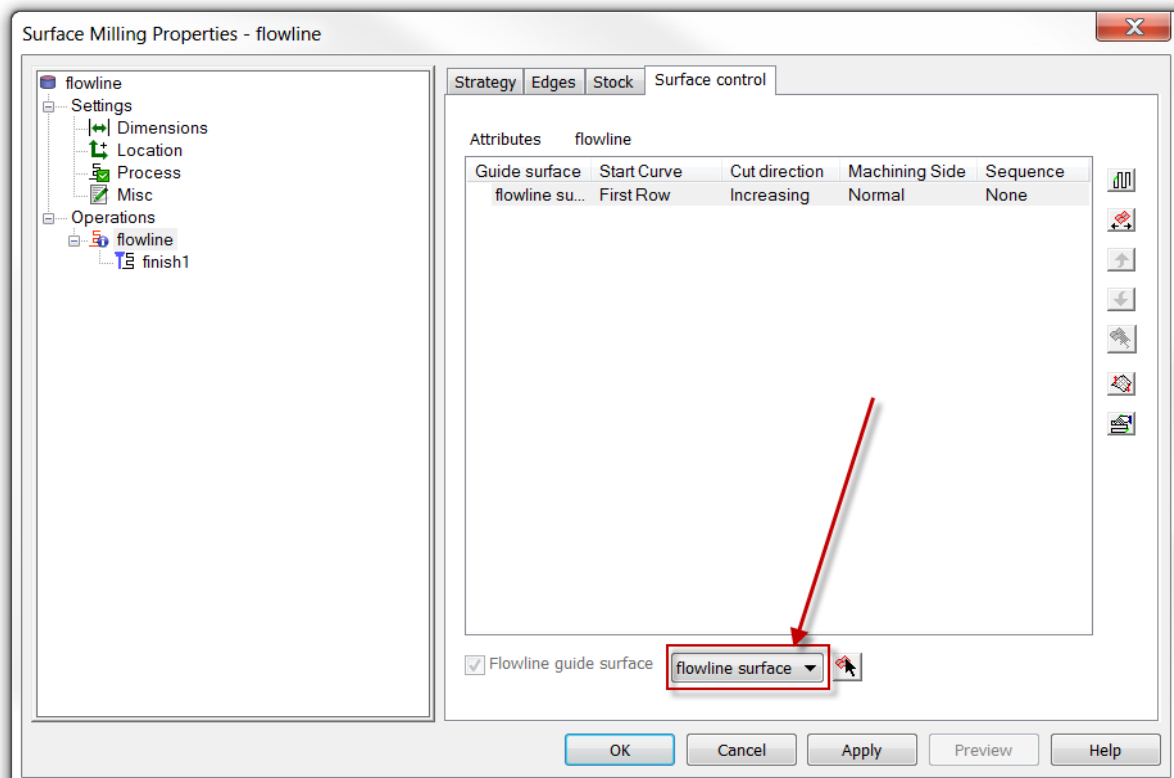 Surface Milling Properties - flowline
flowline
Settings
Dimensions
Location
Process
Misc
Operations
flowline
finish1
Strategy Edges Stock Surface control
Attributes flowline
Guide surface Start Curve Cut direction Machining Side Sequence
flowline su... First Row Increasing Normal None
Flowline guide surface flowline surface
OK Cancel Apply Preview Help